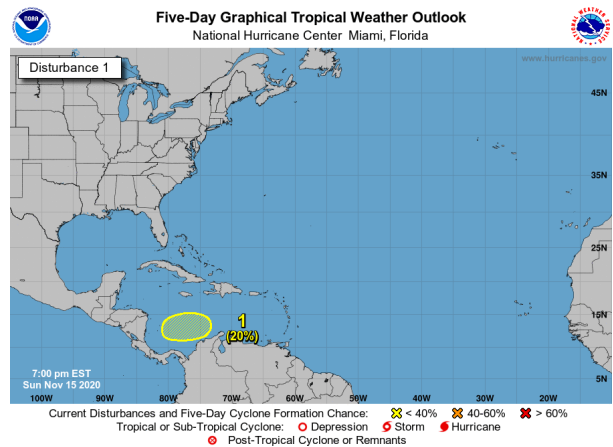 Five-Day Graphical Tropical Weather Outlook
National Hurricane Center Miami, Florida
NOAA
Disturbance 1
www.hurricanes.gov
45N
35N
25N
15N
5N
1
(20%)
7:00 pm EST
Sun Nov 15 2020
100W 90W 80W 70W 60W 50W 40W 30W 20W
Current Disturbances and Five-Day Cyclone Formation Chance: < 40% 40-60% > 60%
Tropical or Sub-Tropical Cyclone: Depression Storm Hurricane
Post-Tropical Cyclone or Remnants